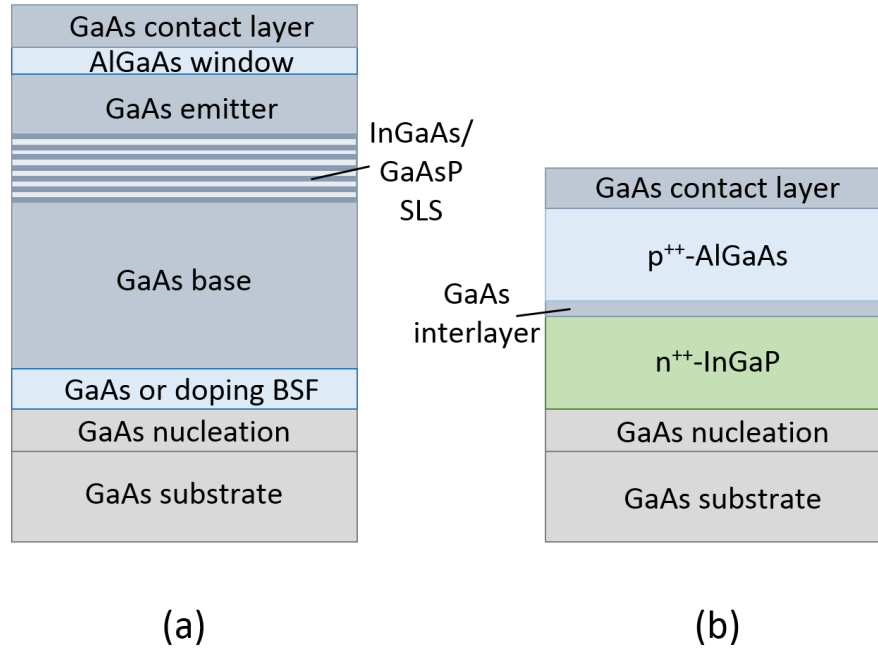 GaAs contact layer
AlGaAs window
GaAs emitter
InGaAs/
GaAsP
SLS
GaAs base
GaAs or doping BSF
GaAs nucleation
GaAs substrate
(a)
GaAs contact layer
p⁺⁺-AlGaAs
GaAs
interlayer
n⁺⁺-InGaP
GaAs nucleation
GaAs substrate
(b)